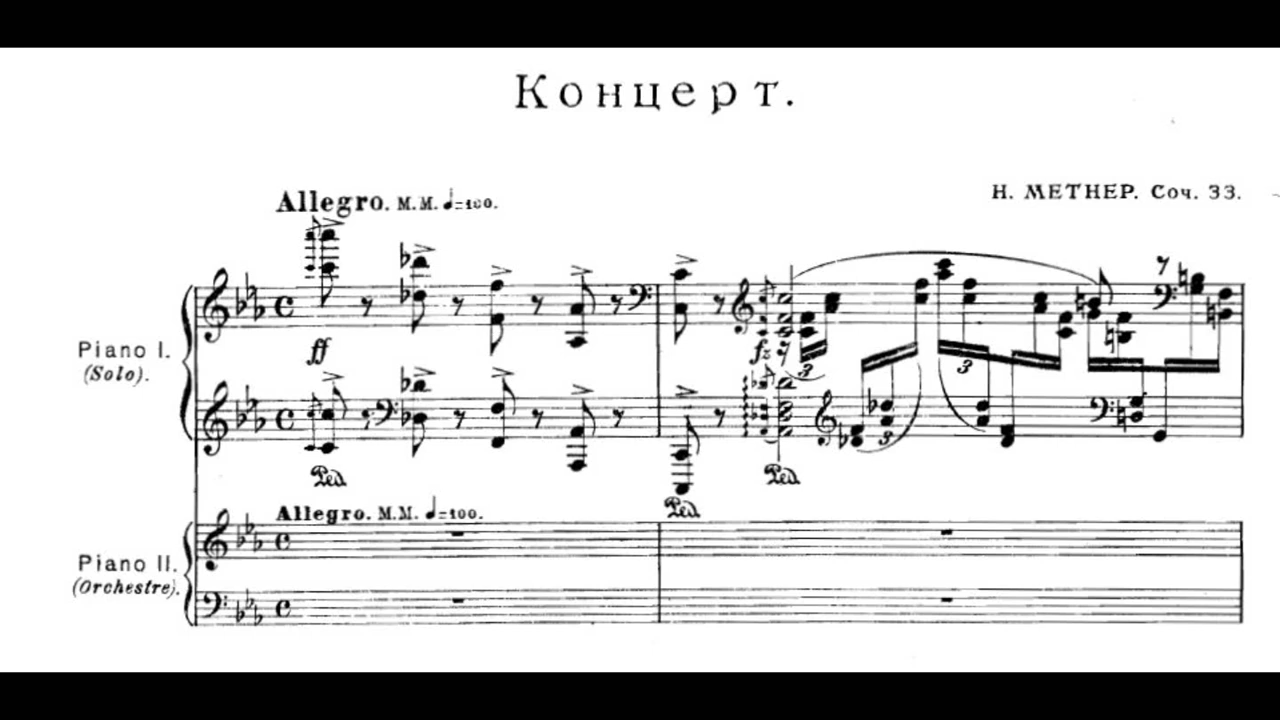 Концерт.
Н. МЕТНЕР. Соч. 33.
Allegro. M.M. ♩=100.
Piano I.
(Solo).
ff
fz
3
3
3
Ped
Ped
Ped
Allegro. M.M. ♩=100.
Piano II.
(Orchestre).